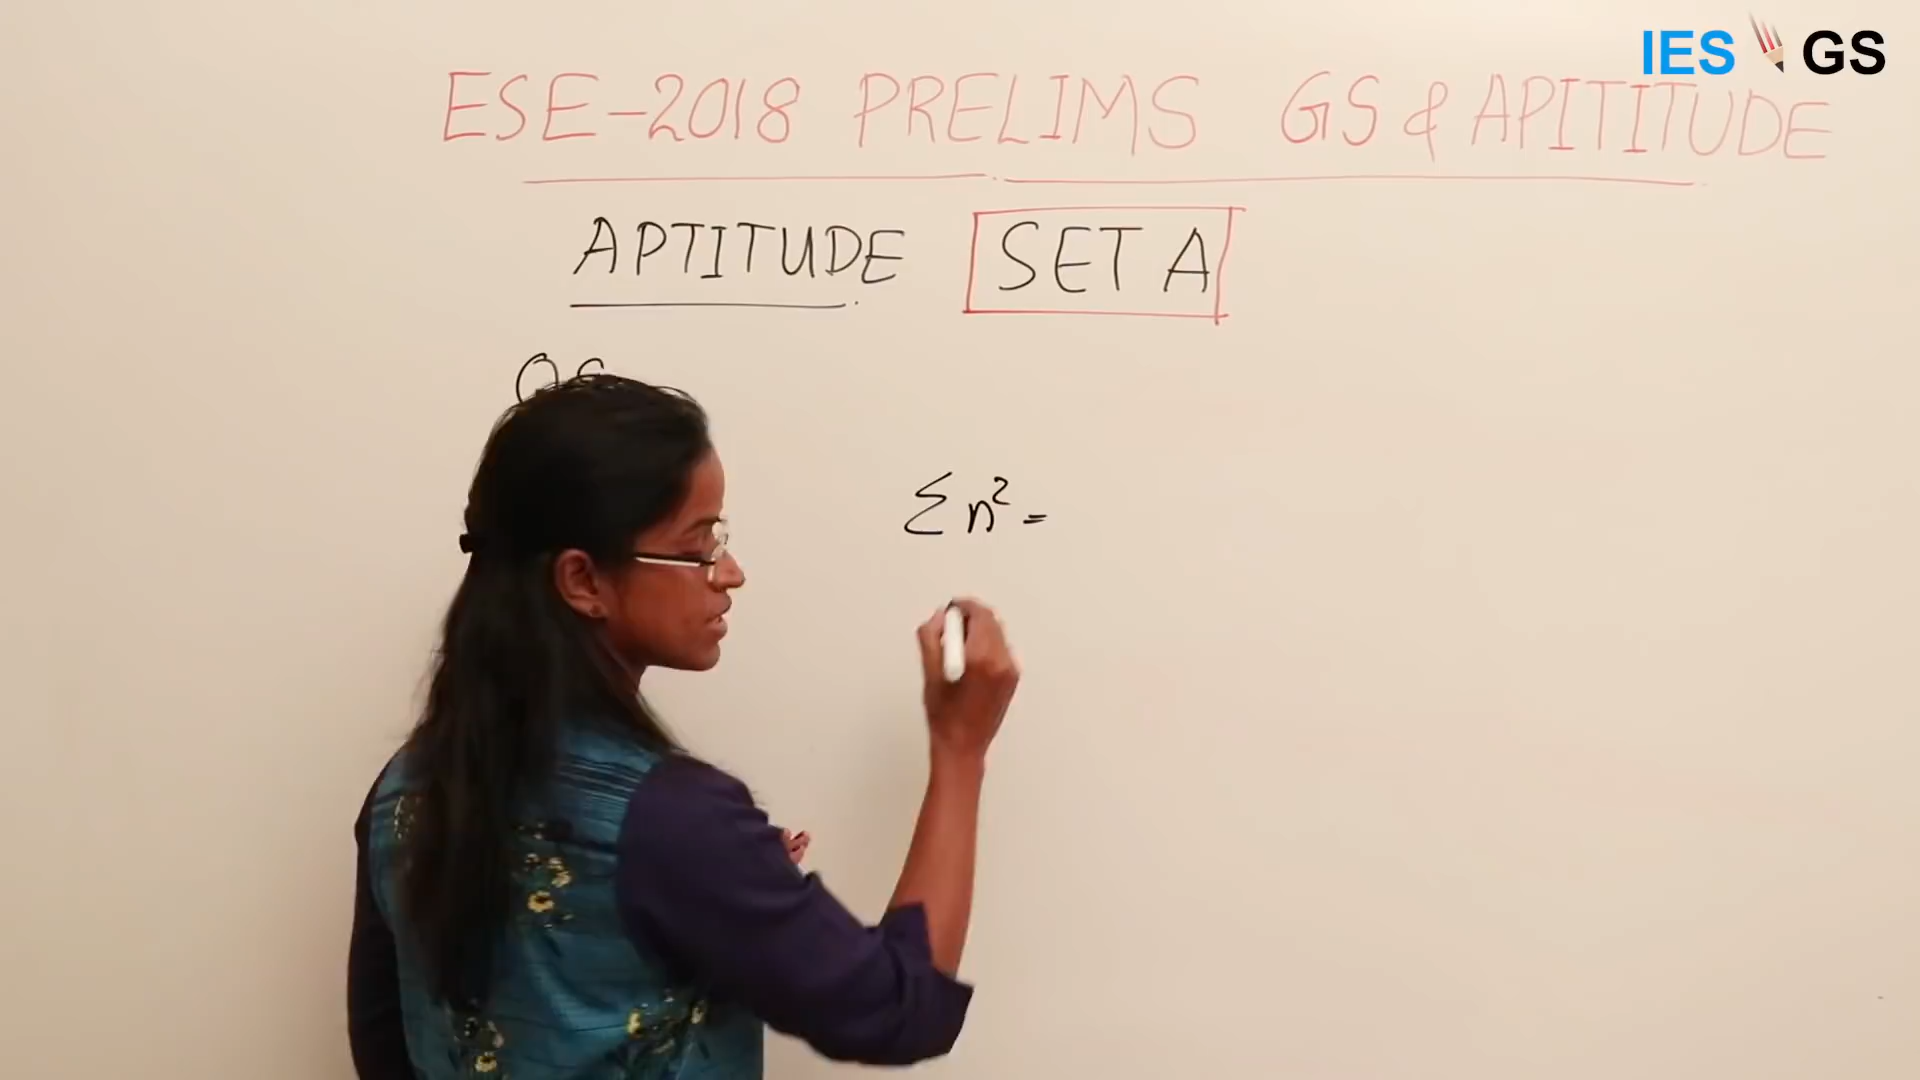 IES GS
ESE-2018 PRELIMS GS & APITITUDE
APTITUDE SET A
Σn²=